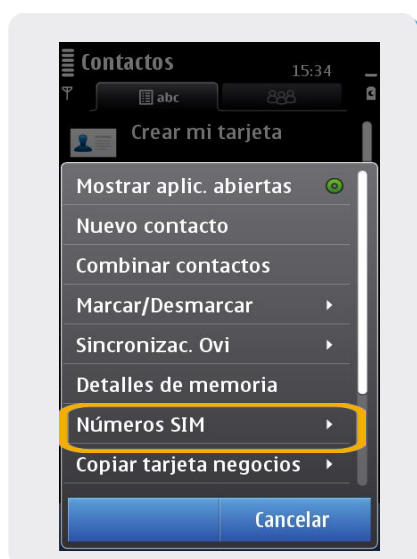 Contactos
15:34
abc
Crear mi tarjeta
Mostrar aplic. abiertas
Nuevo contacto
Combinar contactos
Marcar/Desmarcar
Sincronizac. Ovi
Detalles de memoria
Números SIM
Copiar tarjeta negocios
Cancelar